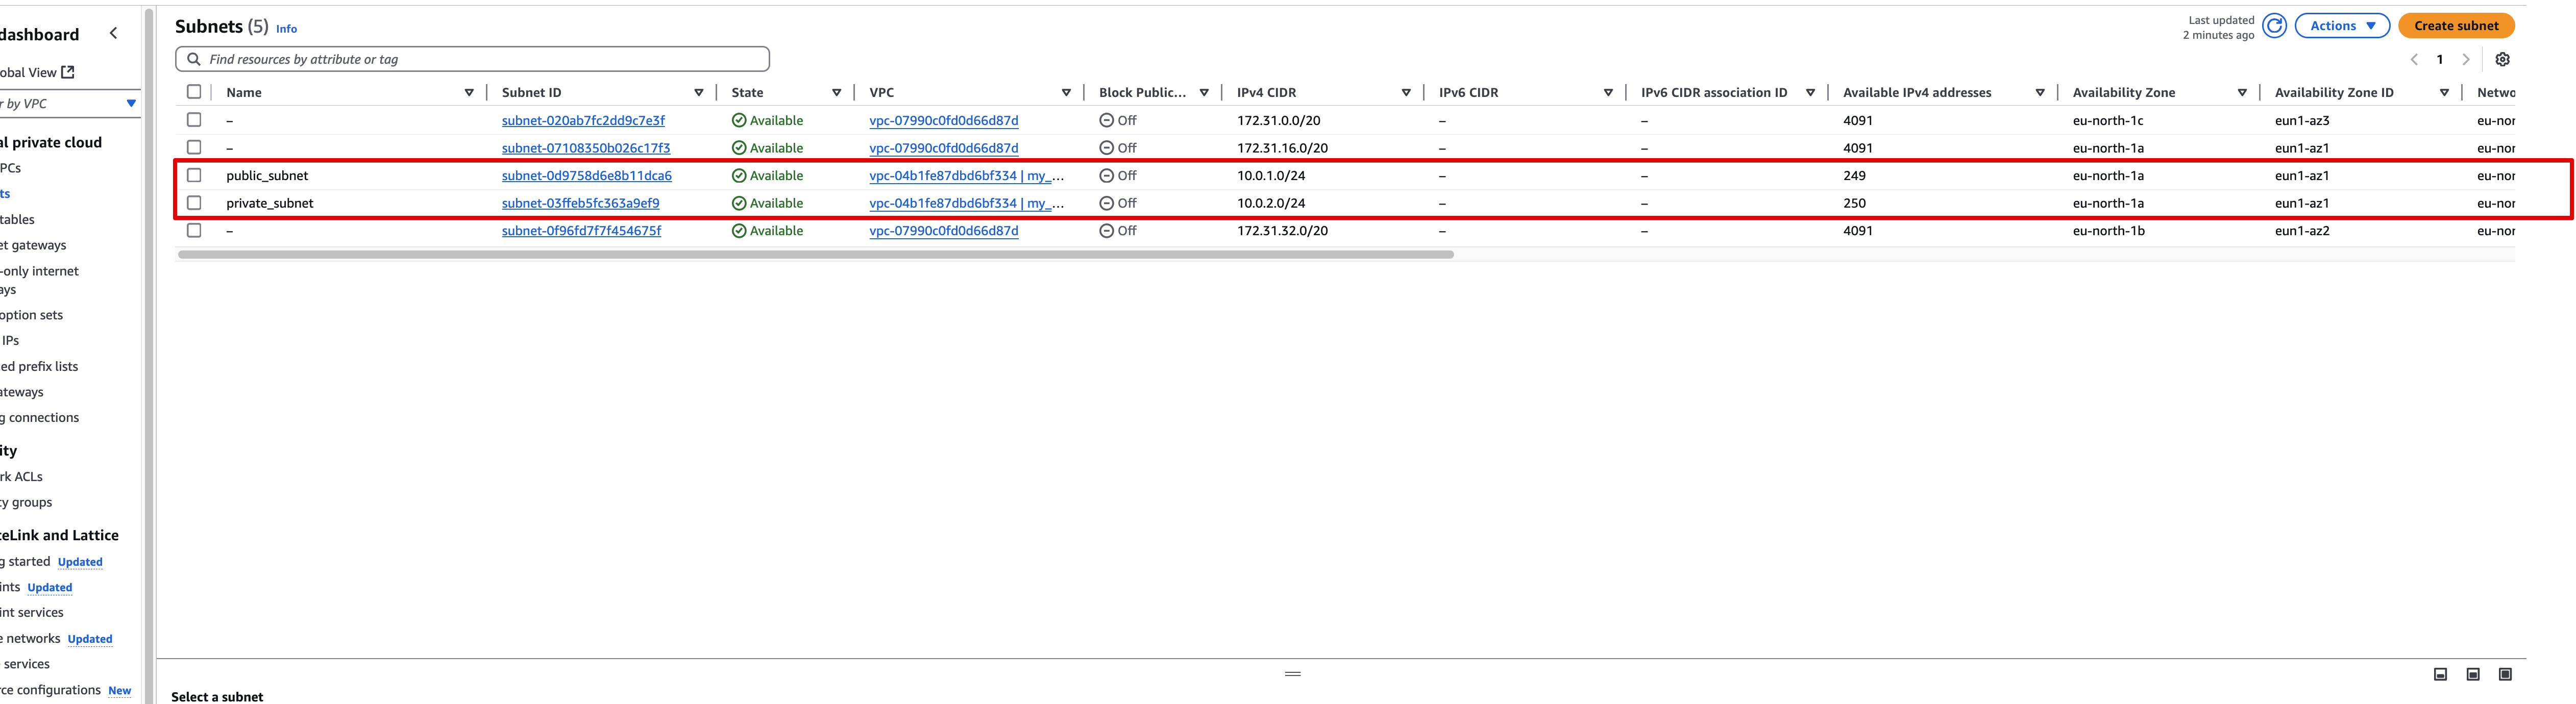 dashboard
obal View
r by VPC
al private cloud
PCs
ts
tables
et gateways
-only internet
ays
option sets
IPs
ed prefix lists
ateways
g connections
ity
rk ACLs
ty groups
teLink and Lattice
g started Updated
ints Updated
int services
e networks Updated
services
rce configurations New
Subnets (5) Info
Last updated
2 minutes ago
Actions
Create subnet
Find resources by attribute or tag
1
Name Subnet ID State VPC Block Public... IPv4 CIDR IPv6 CIDR IPv6 CIDR association ID Available IPv4 addresses Availability Zone Availability Zone ID Netwo
– subnet-020ab7fc2dd9c7e3f Available vpc-07990c0fd0d66d87d Off 172.31.0.0/20 – – 4091 eu-north-1c eun1-az3 eu-nor
– subnet-07108350b026c17f3 Available vpc-07990c0fd0d66d87d Off 172.31.16.0/20 – – 4091 eu-north-1a eun1-az1 eu-nor
public_subnet subnet-0d9758d6e8b11dca6 Available vpc-04b1fe87dbd6bf334 | my_... Off 10.0.1.0/24 – – 249 eu-north-1a eun1-az1 eu-nor
private_subnet subnet-03ffeb5fc363a9ef9 Available vpc-04b1fe87dbd6bf334 | my_... Off 10.0.2.0/24 – – 250 eu-north-1a eun1-az1 eu-nor
– subnet-0f96fd7f7f454675f Available vpc-07990c0fd0d66d87d Off 172.31.32.0/20 – – 4091 eu-north-1b eun1-az2 eu-nor
Select a subnet